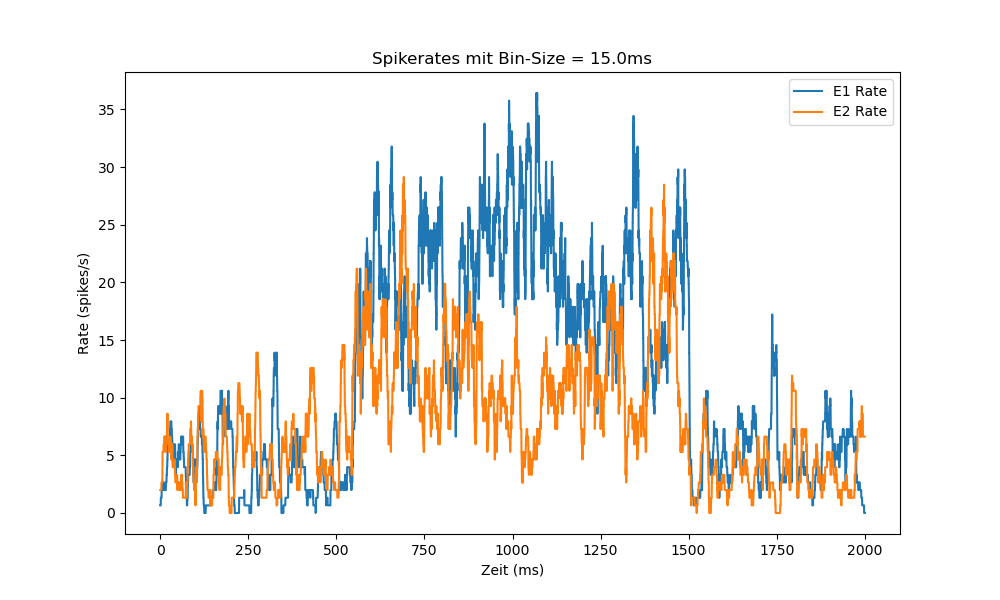 Spikerates mit Bin-Size = 15.0ms
E1 Rate
E2 Rate
35
30
25
20
15
10
5
0
Rate (spikes/s)
0 250 500 750 1000 1250 1500 1750 2000
Zeit (ms)